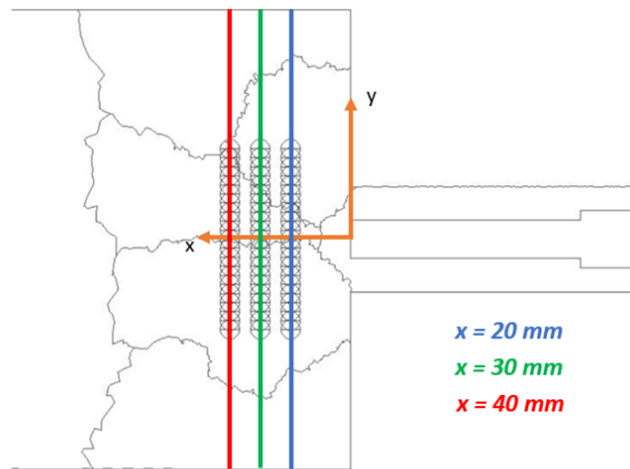 y
x
x = 20 mm
x = 30 mm
x = 40 mm